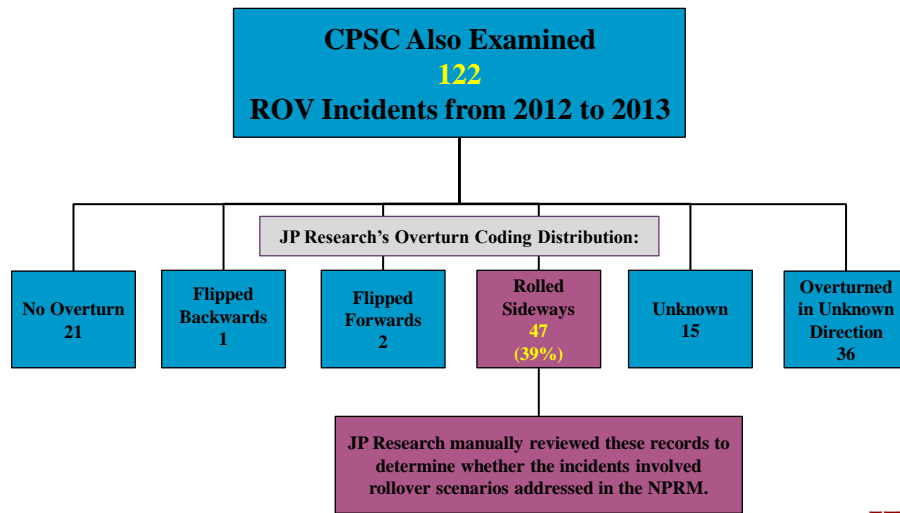 CPSC Also Examined
122
ROV Incidents from 2012 to 2013
JP Research's Overturn Coding Distribution:
No Overturn
21
Flipped
Backwards
1
Flipped
Forwards
2
Rolled
Sideways
47
(39%)
Unknown
15
Overturned
in Unknown
Direction
36
JP Research manually reviewed these records to
determine whether the incidents involved
rollover scenarios addressed in the NPRM.